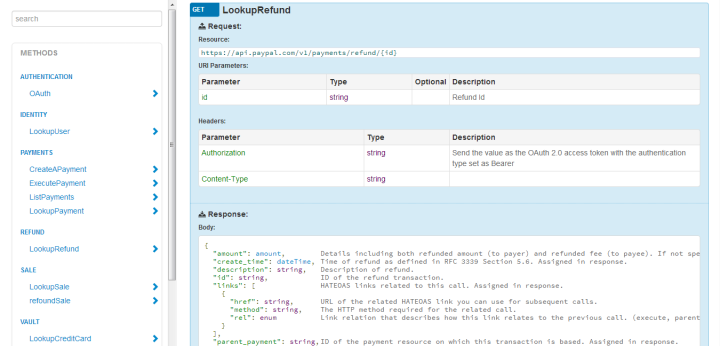 search
METHODS
AUTHENTICATION
OAuth
IDENTITY
LookupUser
PAYMENTS
CreateAPayment
ExecutePayment
ListPayments
LookupPayment
REFUND
LookupRefund
SALE
LookupSale
refoundSale
VAULT
LookupCreditCard
GET LookupRefund
Request:
Resource:
https://api.paypal.com/v1/payments/refund/{id}
URI Parameters:
Parameter Type Optional Description
id string Refund Id
Headers:
Parameter Type Description
Authorization string Send the value as the OAuth 2.0 access token with the authentication
type set as Bearer
Content-Type string
Response:
Body:
{
"amount": amount, Details including both refunded amount (to payer) and refunded fee (to payee). If not spe
"create_time": dateTime, Time of refund as defined in RFC 3339 Section 5.6. Assigned in response.
"description": string, Description of refund.
"id": string, ID of the refund transaction.
"links": [ HATEOAS links related to this call. Assigned in response.
{
"href": string, URL of the related HATEOAS link you can use for subsequent calls.
"method": string, The HTTP method required for the related call.
"rel": enum Link relation that describes how this link relates to the previous call. (execute, parent
}
],
"parent_payment": string, ID of the payment resource on which this transaction is based. Assigned in response.